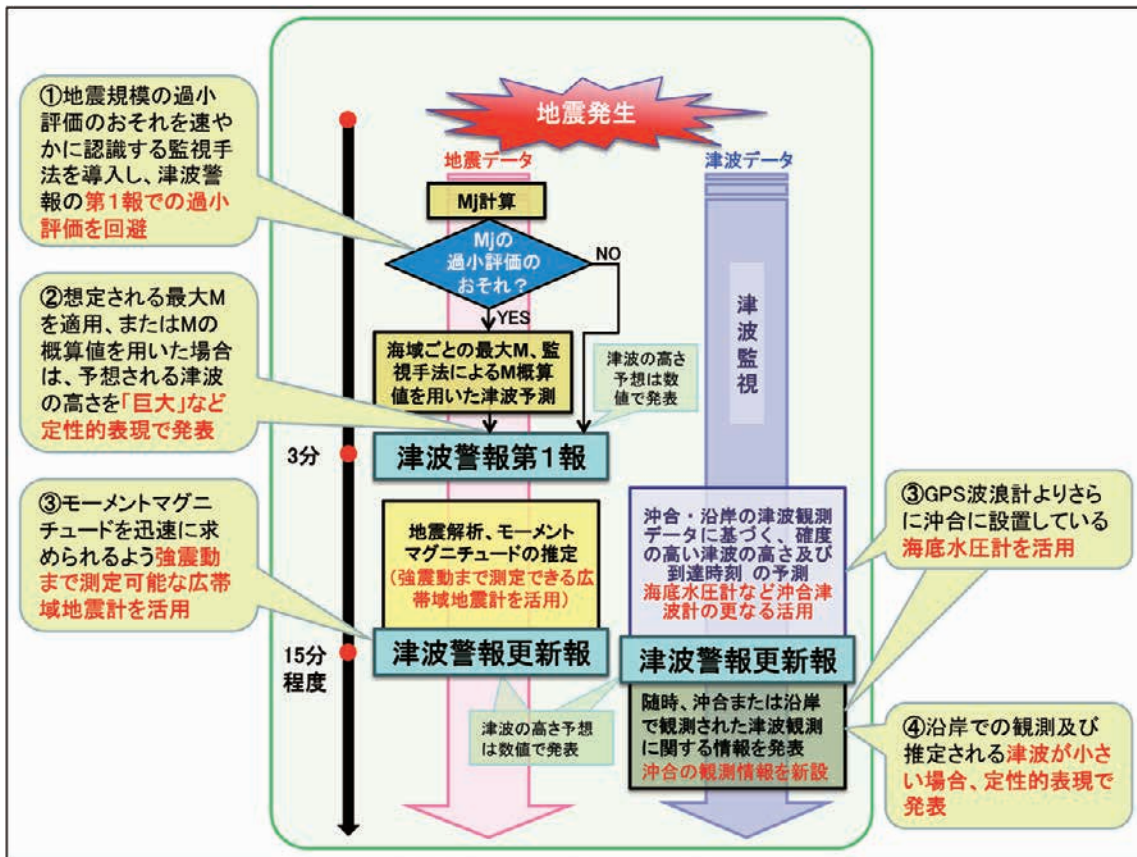 ①地震規模の過小
評価のおそれを速や
かに認識する監視手
法を導入し、津波警
報の第１報での過小
評価を回避
②想定される最大M
を適用、またはMの
概算値を用いた場合
は、予想される津波
の高さを「巨大」など
定性的表現で発表
③モーメントマグニ
チュードを迅速に求
められるよう強震動
まで測定可能な広帯
域地震計を活用
3分
15分
程度
地震発生
地震データ
Mj計算
Mjの
過小評価の
おそれ？
NO
YES
海域ごとの最大M、監
視手法によるM概算
値を用いた津波予測
津波の高さ
予想は数
値で発表
津波警報第１報
地震解析、モーメント
マグニチュードの推定
（強震動まで測定できる広
帯域地震計を活用）
津波警報更新報
津波の高さ予想
は数値で発表
津波データ
津波監視
沖合・沿岸の津波観測
データに基づく、確度
の高い津波の高さ及び
到達時刻 の予測
海底水圧計など沖合津
波計の更なる活用
津波警報更新報
随時、沖合または沿岸
で観測された津波観測
に関する情報を発表
沖合の観測情報を新設
③GPS波浪計よりさら
に沖合に設置している
海底水圧計を活用
④沿岸での観測及び
推定される津波が小さ
い場合、定性的表現で
発表